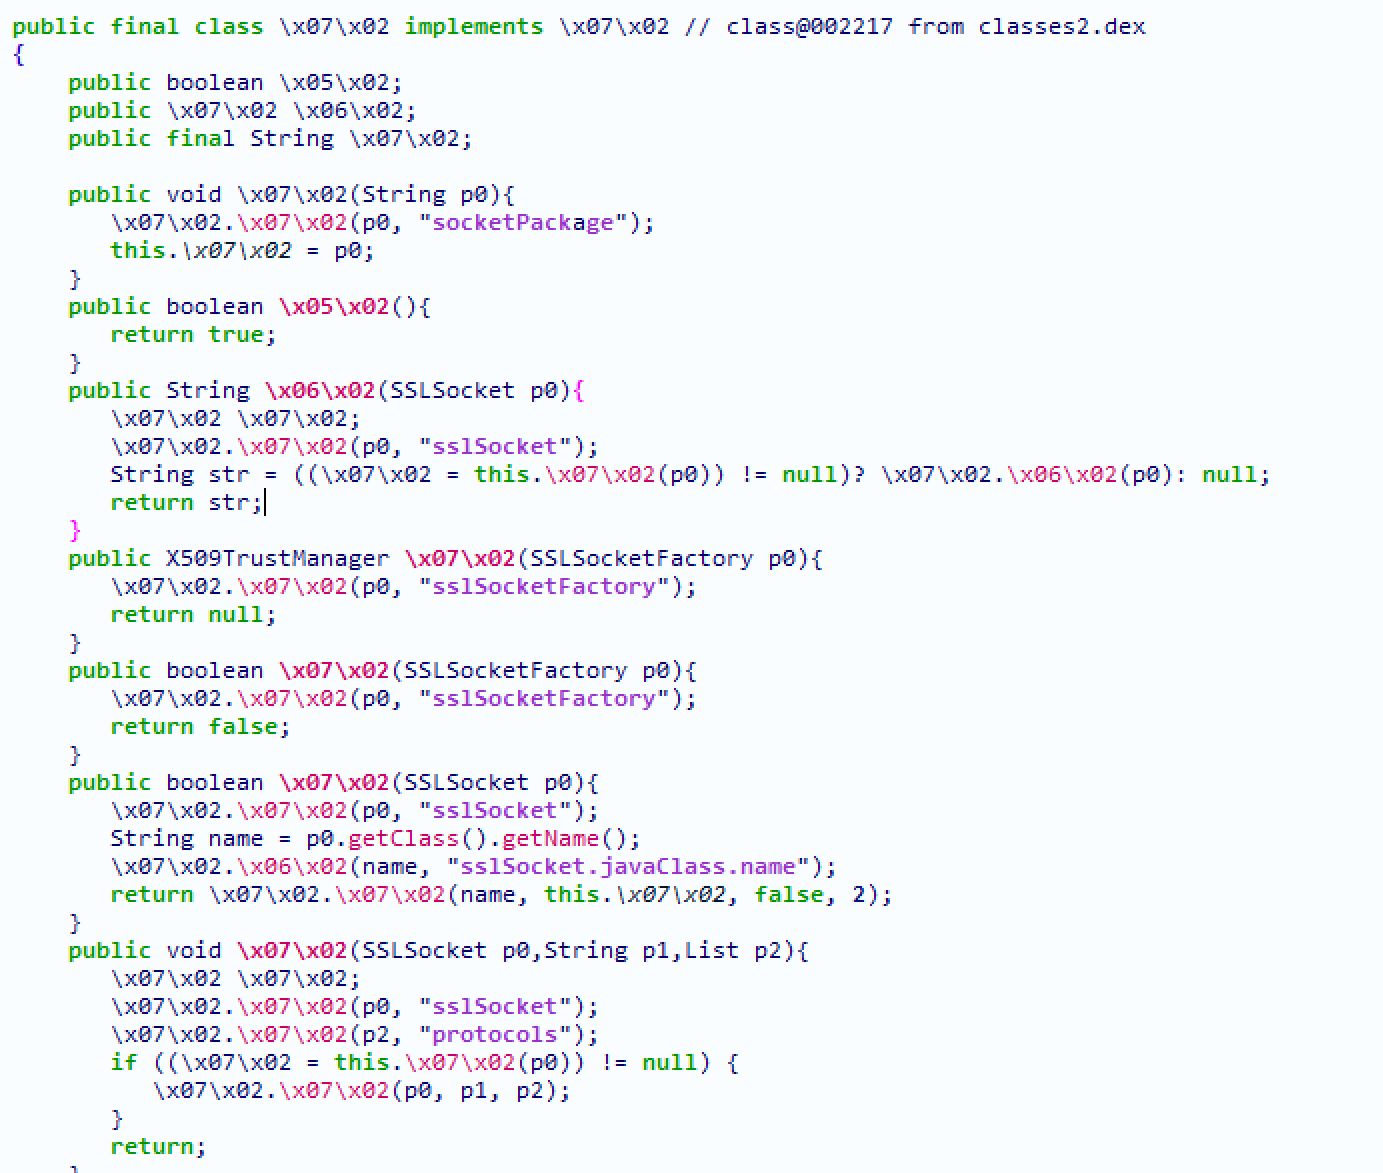 public final class \x07\x02 implements \x07\x02 // class@002217 from classes2.dex
{
    public boolean \x05\x02;
    public \x07\x02 \x06\x02;
    public final String \x07\x02;

    public void \x07\x02(String p0){
       \x07\x02.\x07\x02(p0, "socketPackage");
       this.\x07\x02 = p0;
    }
    public boolean \x05\x02(){
       return true;
    }
    public String \x06\x02(SSLSocket p0){
       \x07\x02 \x07\x02;
       \x07\x02.\x07\x02(p0, "sslSocket");
       String str = ((\x07\x02 = this.\x07\x02(p0)) != null)? \x07\x02.\x06\x02(p0): null;
       return str;
    }
    public X509TrustManager \x07\x02(SSLSocketFactory p0){
       \x07\x02.\x07\x02(p0, "sslSocketFactory");
       return null;
    }
    public boolean \x07\x02(SSLSocketFactory p0){
       \x07\x02.\x07\x02(p0, "sslSocketFactory");
       return false;
    }
    public boolean \x07\x02(SSLSocket p0){
       \x07\x02.\x07\x02(p0, "sslSocket");
       String name = p0.getClass().getName();
       \x07\x02.\x06\x02(name, "sslSocket.javaClass.name");
       return \x07\x02.\x07\x02(name, this.\x07\x02, false, 2);
    }
    public void \x07\x02(SSLSocket p0,String p1,List p2){
       \x07\x02 \x07\x02;
       \x07\x02.\x07\x02(p0, "sslSocket");
       \x07\x02.\x07\x02(p2, "protocols");
       if ((\x07\x02 = this.\x07\x02(p0)) != null) {
          \x07\x02.\x07\x02(p0, p1, p2);
       }
       return;
    }